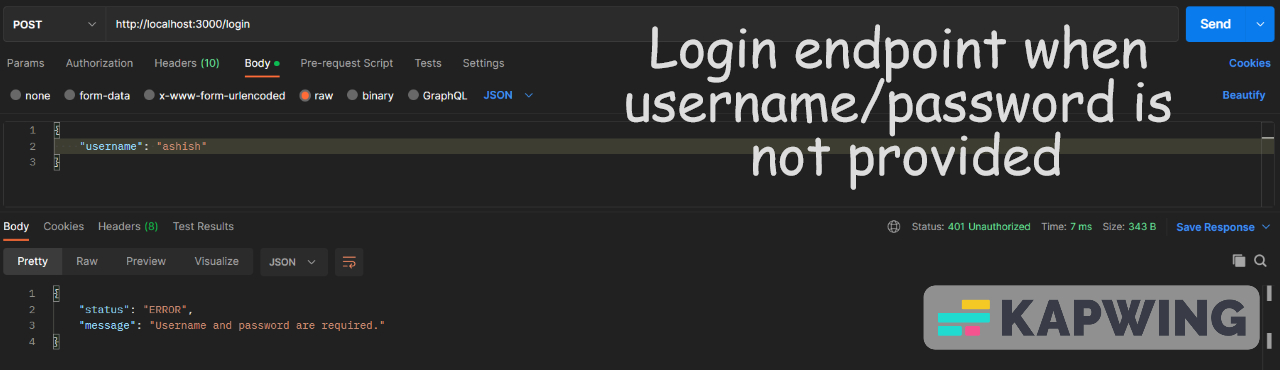 POST
http://localhost:3000/login
Send
Params Authorization Headers (10) Body Pre-request Script Tests Settings
Cookies
none form-data x-www-form-urlencoded raw binary GraphQL JSON
Beautify
Login endpoint when
username/password is
not provided
1 {
2 "username": "ashish"
3 }
Body Cookies Headers (8) Test Results
Status: 401 Unauthorized Time: 7 ms Size: 343 B Save Response
Pretty Raw Preview Visualize JSON
1 {
2 "status": "ERROR",
3 "message": "Username and password are required."
4 }
KAPWING